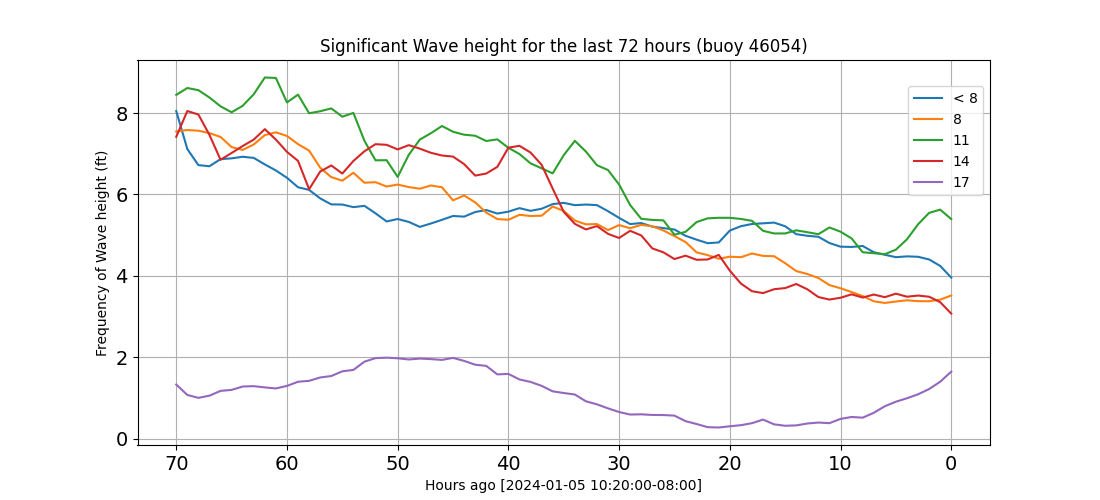 Significant Wave height for the last 72 hours (buoy 46054)
Frequency of Wave height (ft)
8
6
4
2
0
< 8
8
11
14
17
70 60 50 40 30 20 10 0
Hours ago [2024-01-05 10:20:00-08:00]